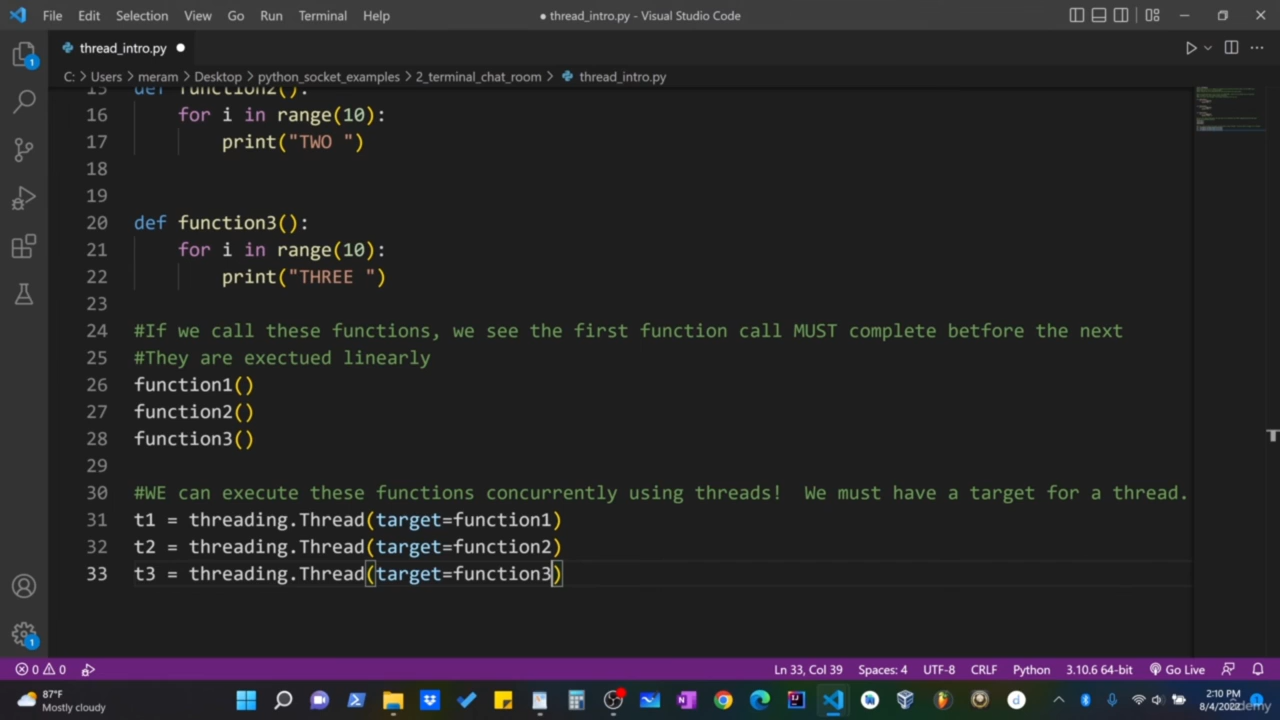 File Edit Selection View Go Run Terminal Help ● thread_intro.py - Visual Studio Code
thread_intro.py ●
C: > Users > meram > Desktop > python_socket_examples > 2_terminal_chat_room > thread_intro.py
15 def function2():
16 for i in range(10):
17 print("TWO ")
18
19
20 def function3():
21 for i in range(10):
22 print("THREE ")
23
24 #If we call these functions, we see the first function call MUST complete betfore the next
25 #They are exectued linearly
26 function1()
27 function2()
28 function3()
29
30 #WE can execute these functions concurrently using threads!  We must have a target for a thread.
31 t1 = threading.Thread(target=function1)
32 t2 = threading.Thread(target=function2)
33 t3 = threading.Thread(target=function3)
0 0 Ln 33, Col 39 Spaces: 4 UTF-8 CRLF Python 3.10.6 64-bit Go Live
87°F 2:10 PM
Mostly cloudy 8/4/2022